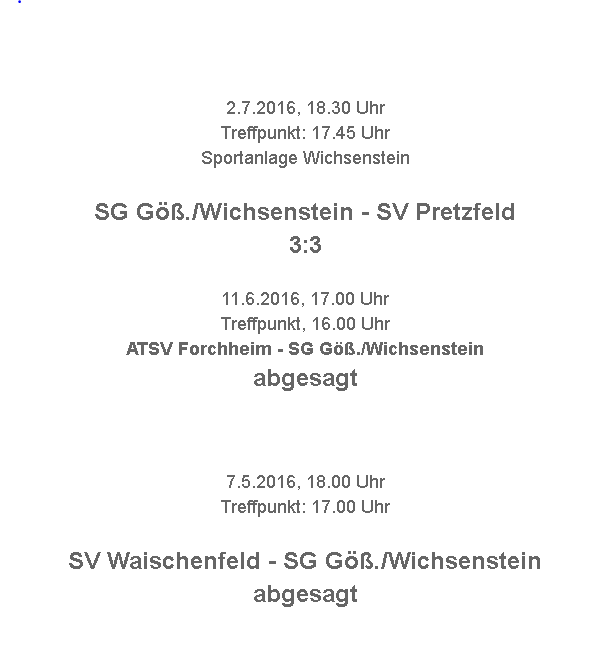 2.7.2016, 18.30 Uhr
Treffpunkt: 17.45 Uhr
Sportanlage Wichsenstein
SG Göß./Wichsenstein - SV Pretzfeld
3:3
11.6.2016, 17.00 Uhr
Treffpunkt, 16.00 Uhr
ATSV Forchheim - SG Göß./Wichsenstein
abgesagt
7.5.2016, 18.00 Uhr
Treffpunkt: 17.00 Uhr
SV Waischenfeld - SG Göß./Wichsenstein
abgesagt